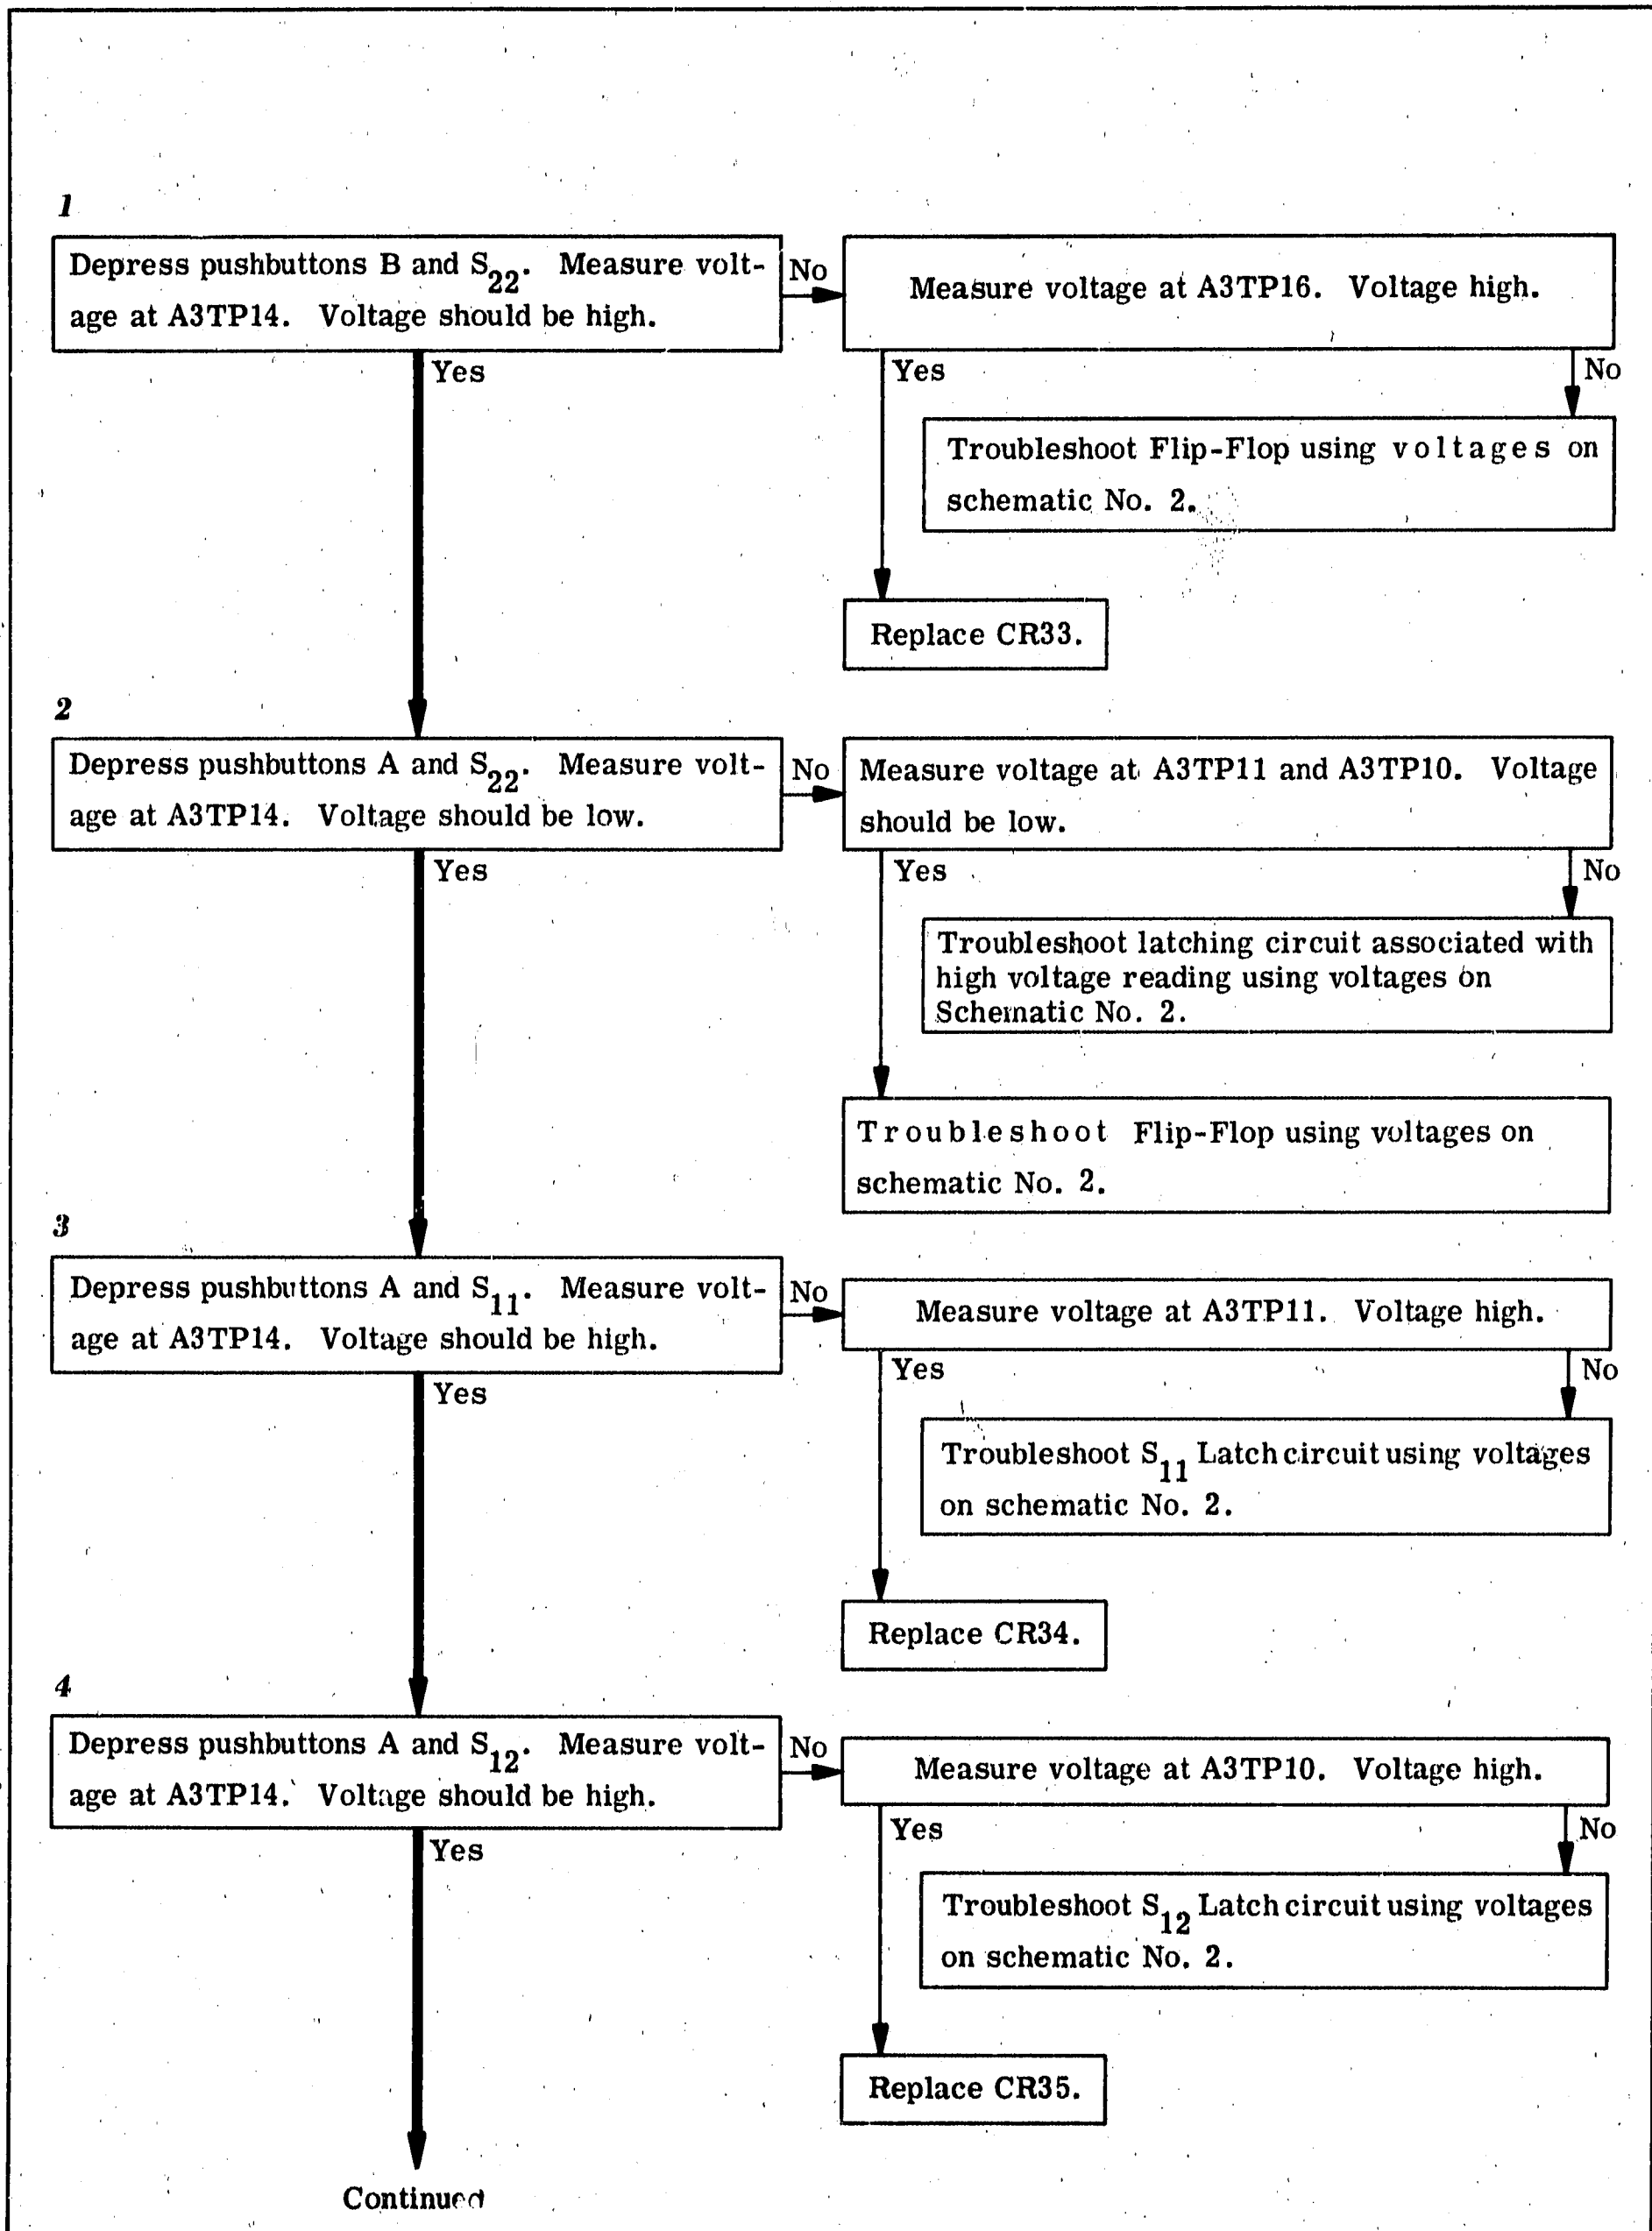 1
Depress pushbuttons B and S22. Measure volt-
age at A3TP14. Voltage should be high.
No
Measure voltage at A3TP16. Voltage high.
Yes
Yes
No
Troubleshoot Flip-Flop using voltages on
schematic No. 2.
Replace CR33.
2
Depress pushbuttons A and S22. Measure volt-
age at A3TP14. Voltage should be low.
No
Measure voltage at A3TP11 and A3TP10. Voltage
should be low.
Yes
Yes
No
Troubleshoot latching circuit associated with
high voltage reading using voltages on
Schematic No. 2.
Troubleshoot Flip-Flop using voltages on
schematic No. 2.
3
Depress pushbuttons A and S11. Measure volt-
age at A3TP14. Voltage should be high.
No
Measure voltage at A3TP11. Voltage high.
Yes
Yes
No
Troubleshoot S11 Latch circuit using voltages
on schematic No. 2.
Replace CR34.
4
Depress pushbuttons A and S12. Measure volt-
age at A3TP14. Voltage should be high.
No
Measure voltage at A3TP10. Voltage high.
Yes
Yes
No
Troubleshoot S12 Latch circuit using voltages
on schematic No. 2.
Replace CR35.
Continued